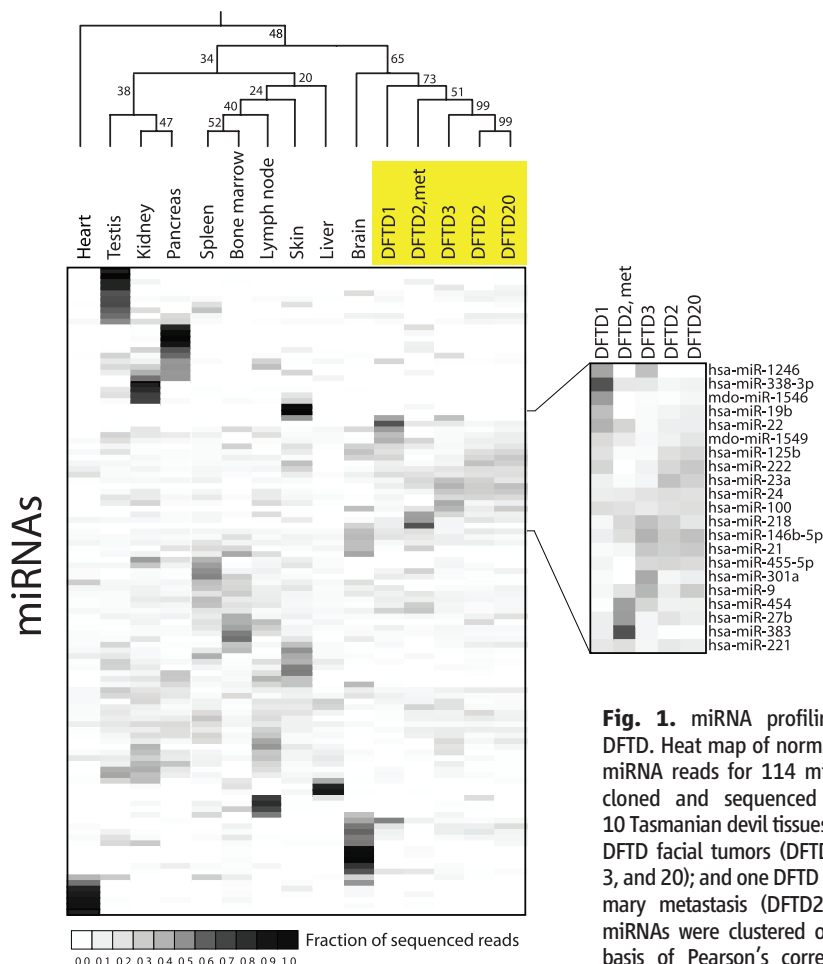 48
34
65
20
73
38
24
51
40
99
47
52
99
Heart
Testis
Kidney
Pancreas
Spleen
Bone marrow
Lymph node
Skin
Liver
Brain
DFTD1
DFTD2,met
DFTD3
DFTD2
DFTD20
miRNAs
DFTD1
DFTD2, met
DFTD3
DFTD2
DFTD20
hsa-miR-1246
hsa-miR-338-3p
mdo-miR-1546
hsa-miR-19b
hsa-miR-22
mdo-miR-1549
hsa-miR-125b
hsa-miR-222
hsa-miR-23a
hsa-miR-24
hsa-miR-100
hsa-miR-218
hsa-miR-146b-5p
hsa-miR-21
hsa-miR-455-5p
hsa-miR-301a
hsa-miR-9
hsa-miR-454
hsa-miR-27b
hsa-miR-383
hsa-miR-221
Fig. 1. miRNA profilin
DFTD. Heat map of norm
miRNA reads for 114 m
cloned and sequenced
10 Tasmanian devil tissues
DFTD facial tumors (DFTD
3, and 20); and one DFTD
mary metastasis (DFTD2
miRNAs were clustered o
basis of Pearson's corre
Fraction of sequenced reads
0.0 0.1 0.2 0.3 0.4 0.5 0.6 0.7 0.8 0.9 1.0